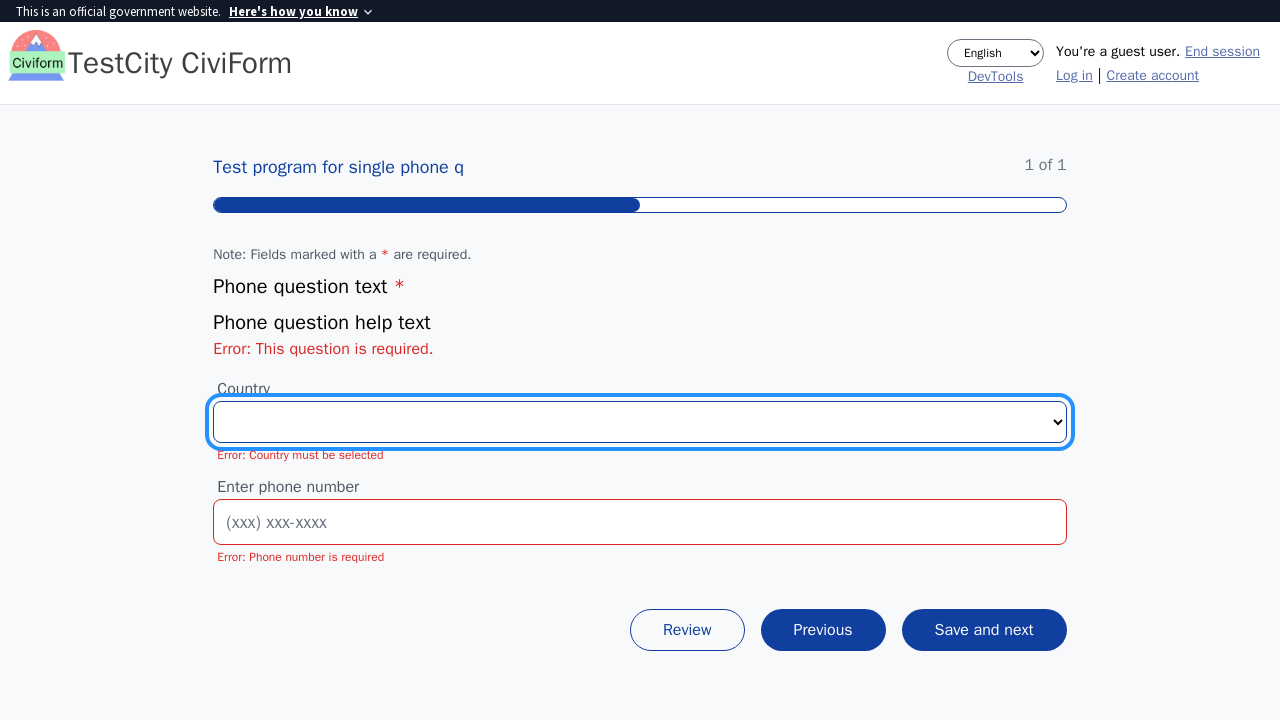 This is an official government website. Here's how you know
Civiform
TestCity CiviForm
English
DevTools
You're a guest user. End session
Log in | Create account
Test program for single phone q
1 of 1
Note: Fields marked with a * are required.
Phone question text *
Phone question help text
Error: This question is required.
Country
Error: Country must be selected
Enter phone number
(xxx) xxx-xxxx
Error: Phone number is required
Review
Previous
Save and next